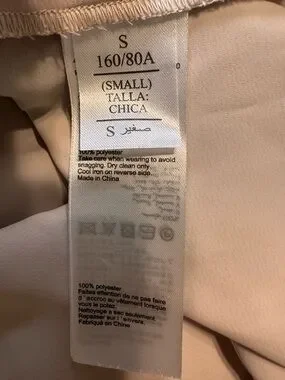 S
160/80A
(SMALL)
TALLA:
CHICA
S صغير
100% polyester
Take care when wearing to avoid
snagging. Dry clean only.
Cool iron on reverse side.
Made in China
100% polyester
Faites attention de ne pas faire
d'accroc au vêtement lorsque
vous le potez.
Nettoyage a sec seulement.
Repasser sur l'envers.
Fabriqué en Chine